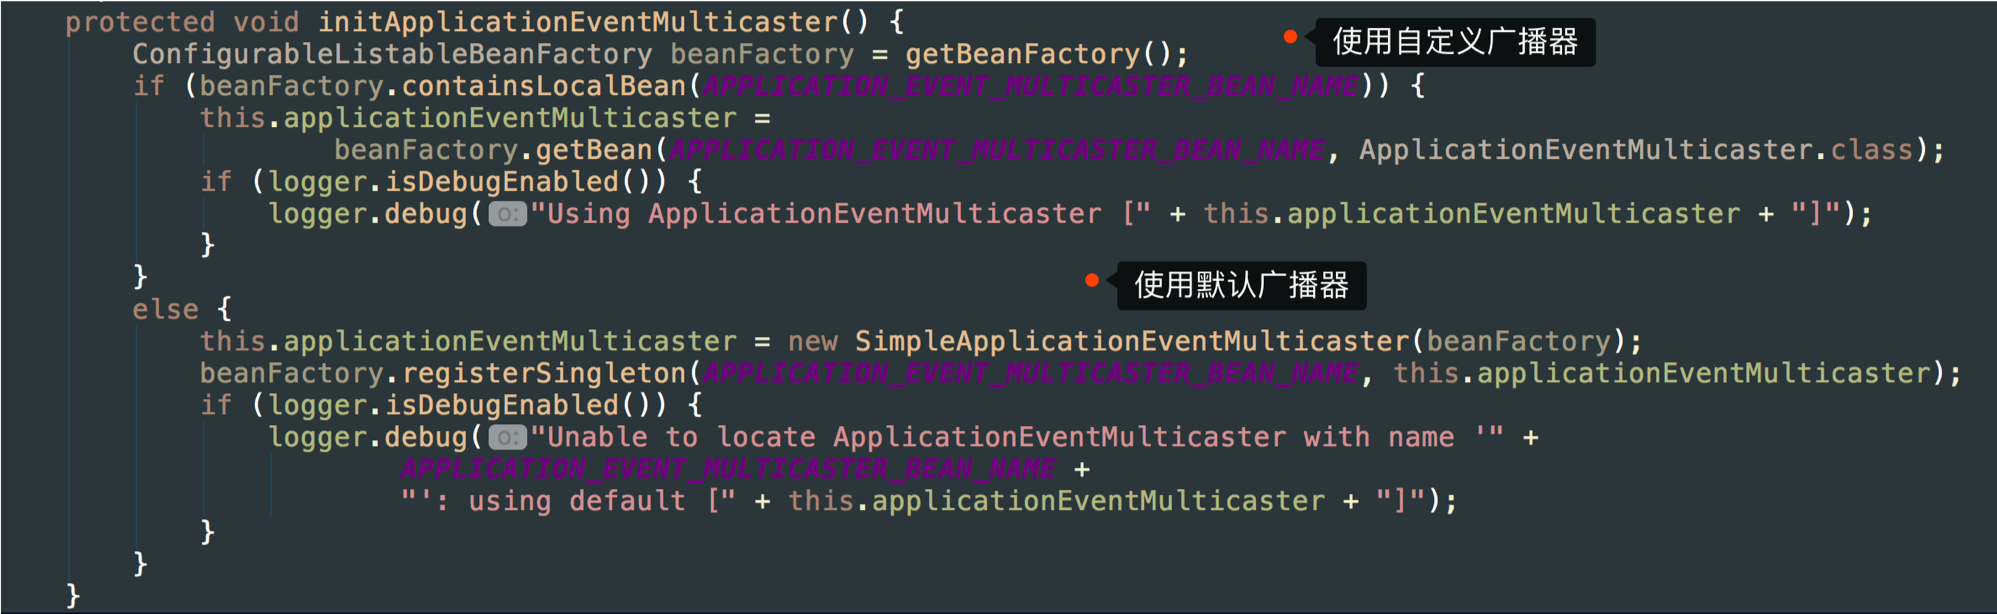 protected void initApplicationEventMulticaster() {
使用自定义广播器
ConfigurableListableBeanFactory beanFactory = getBeanFactory();
if (beanFactory.containsLocalBean(APPLICATION_EVENT_MULTICASTER_BEAN_NAME)) {
this.applicationEventMulticaster =
beanFactory.getBean(APPLICATION_EVENT_MULTICASTER_BEAN_NAME, ApplicationEventMulticaster.class);
if (logger.isDebugEnabled()) {
logger.debug(o:"Using ApplicationEventMulticaster [" + this.applicationEventMulticaster + "]");
}
}
使用默认广播器
else {
this.applicationEventMulticaster = new SimpleApplicationEventMulticaster(beanFactory);
beanFactory.registerSingleton(APPLICATION_EVENT_MULTICASTER_BEAN_NAME, this.applicationEventMulticaster);
if (logger.isDebugEnabled()) {
logger.debug(o:"Unable to locate ApplicationEventMulticaster with name '" +
APPLICATION_EVENT_MULTICASTER_BEAN_NAME +
"': using default [" + this.applicationEventMulticaster + "]");
}
}
}